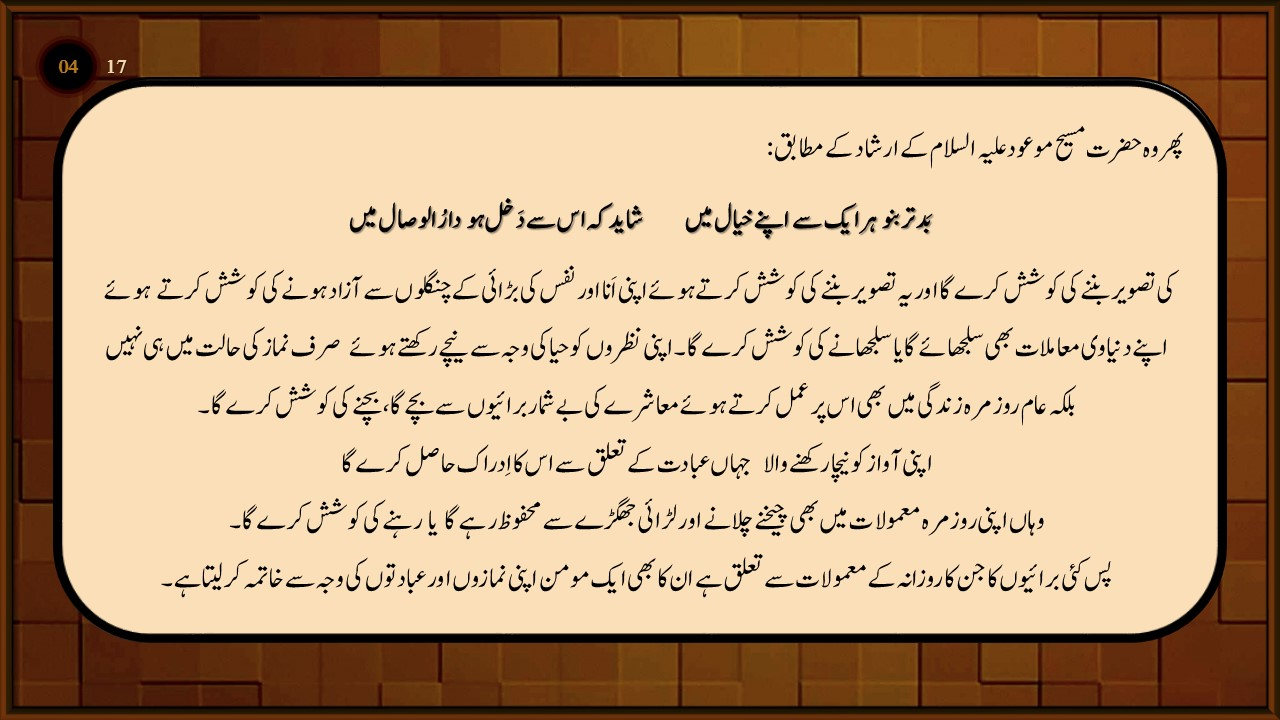 04 17
پھر وہ حضرت مسیح موعود علیہ السلام کے ارشاد کے مطابق:
بَدتر بنو ہر ایک سے اپنے خیال میں شاید کہ اس سے دَخل ہو دارُالوصال میں
کی تصویر بننے کی کوشش کرے گا اور یہ تصویر بننے کی کوشش کرتے ہوئے اپنی اَنا اور نفس کی بڑائی کے چنگلوں سے آزاد ہونے کی کوشش کرتے ہوئے
اپنے دنیاوی معاملات بھی سلجھائے گا یا سلجھانے کی کوشش کرے گا۔ اپنی نظروں کو حیا کی وجہ سے نیچے رکھتے ہوئے صرف نماز کی حالت میں ہی نہیں
بلکہ عام روز مرہ زندگی میں بھی اس پر عمل کرتے ہوئے معاشرے کی بے شمار برائیوں سے بچے گا، بچنے کی کوشش کرے گا۔
اپنی آواز کو نیچا رکھنے والا جہاں عبادت کے تعلق سے اس کا اِدراک حاصل کرے گا
وہاں اپنی روز مرہ معمولات میں بھی چیخنے چلانے اور لڑائی جھگڑے سے محفوظ رہے گا یا رہنے کی کوشش کرے گا۔
پس کئی برائیوں کا جن کا روزانہ کے معمولات سے تعلق ہے ان کا بھی ایک مومن اپنی نمازوں اور عبادتوں کی وجہ سے خاتمہ کر لیتا ہے۔